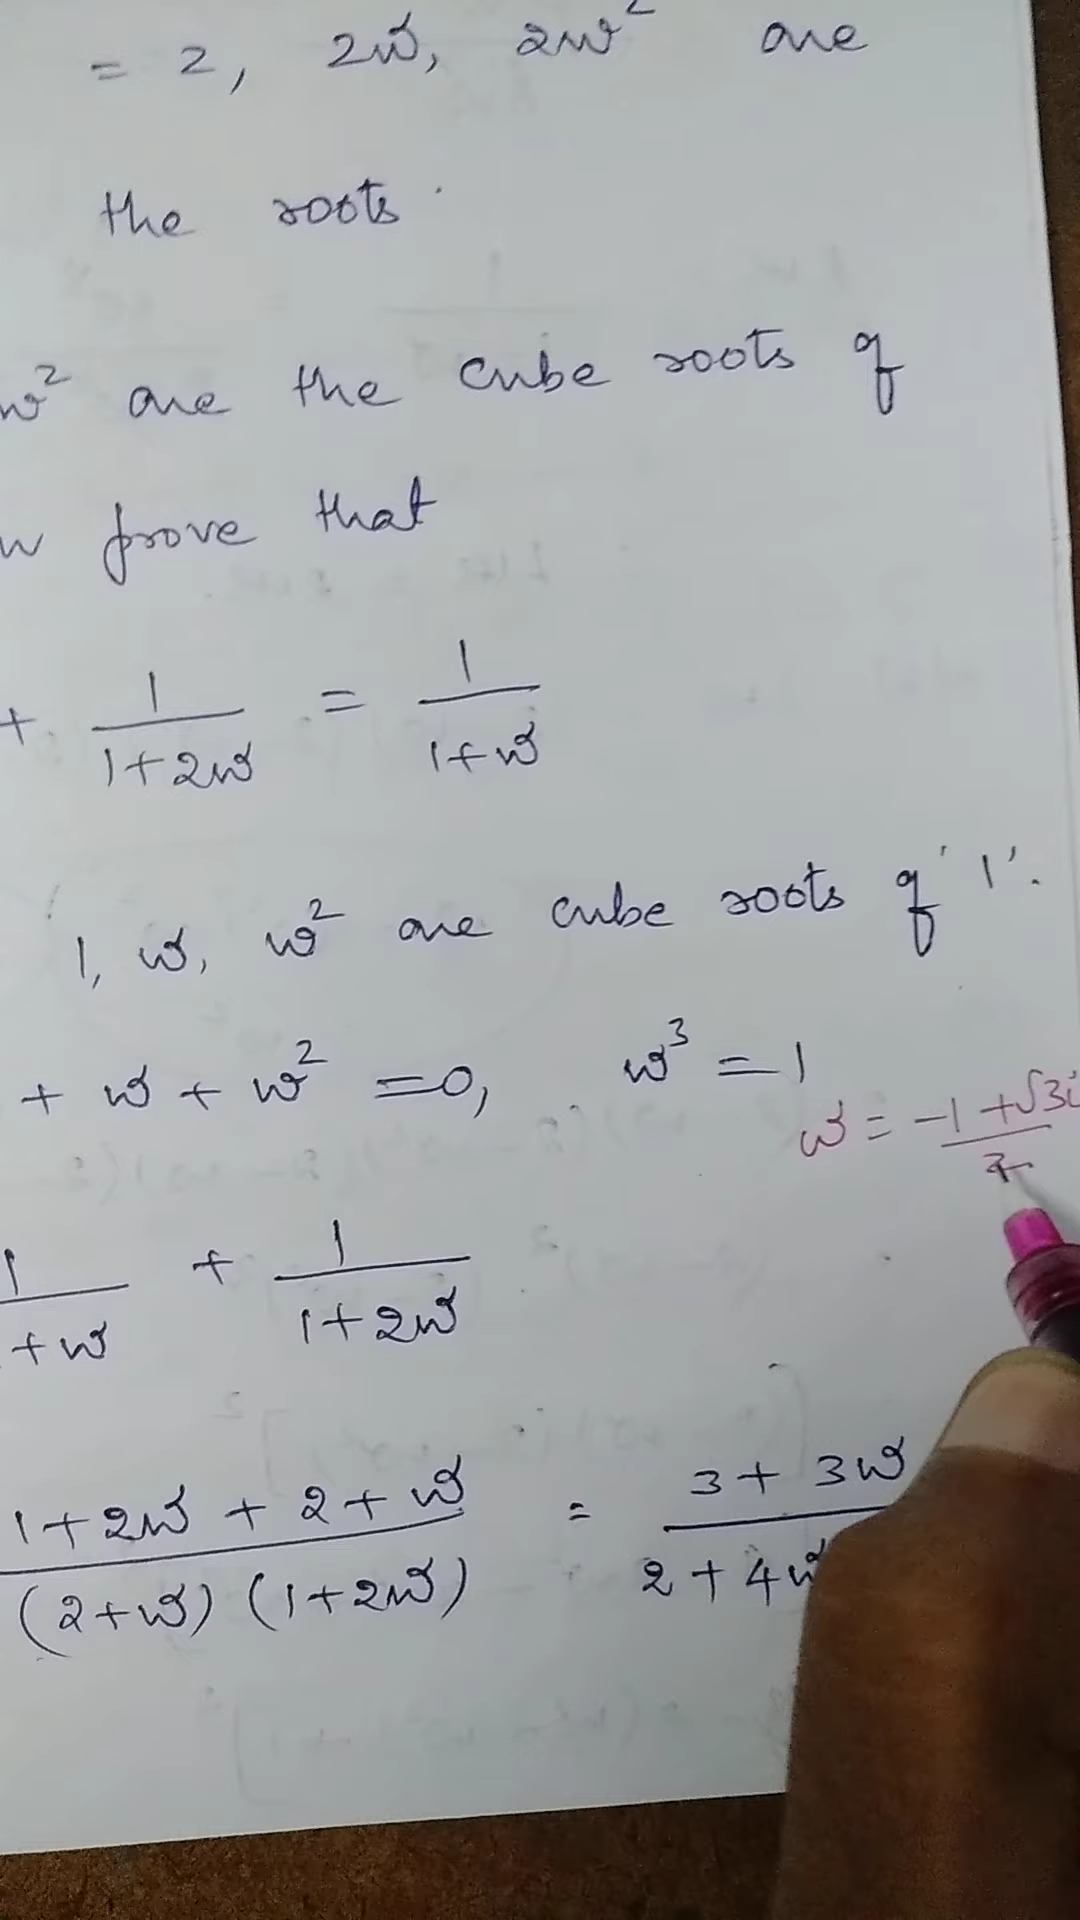 = 2, 2ω, 2ω² are
the roots.
ω² are the cube roots of
prove that
+ 1/(1+2ω) = 1/(1+ω)
1, ω, ω² are cube roots of '1'.
+ ω + ω² =0, ω³ = 1
ω = (-1 + √3i)/2
1/(+ω) + 1/(1+2ω)
(1+2ω + 2+ω)/((2+ω)(1+2ω)) = (3+3ω)/(2+4ω